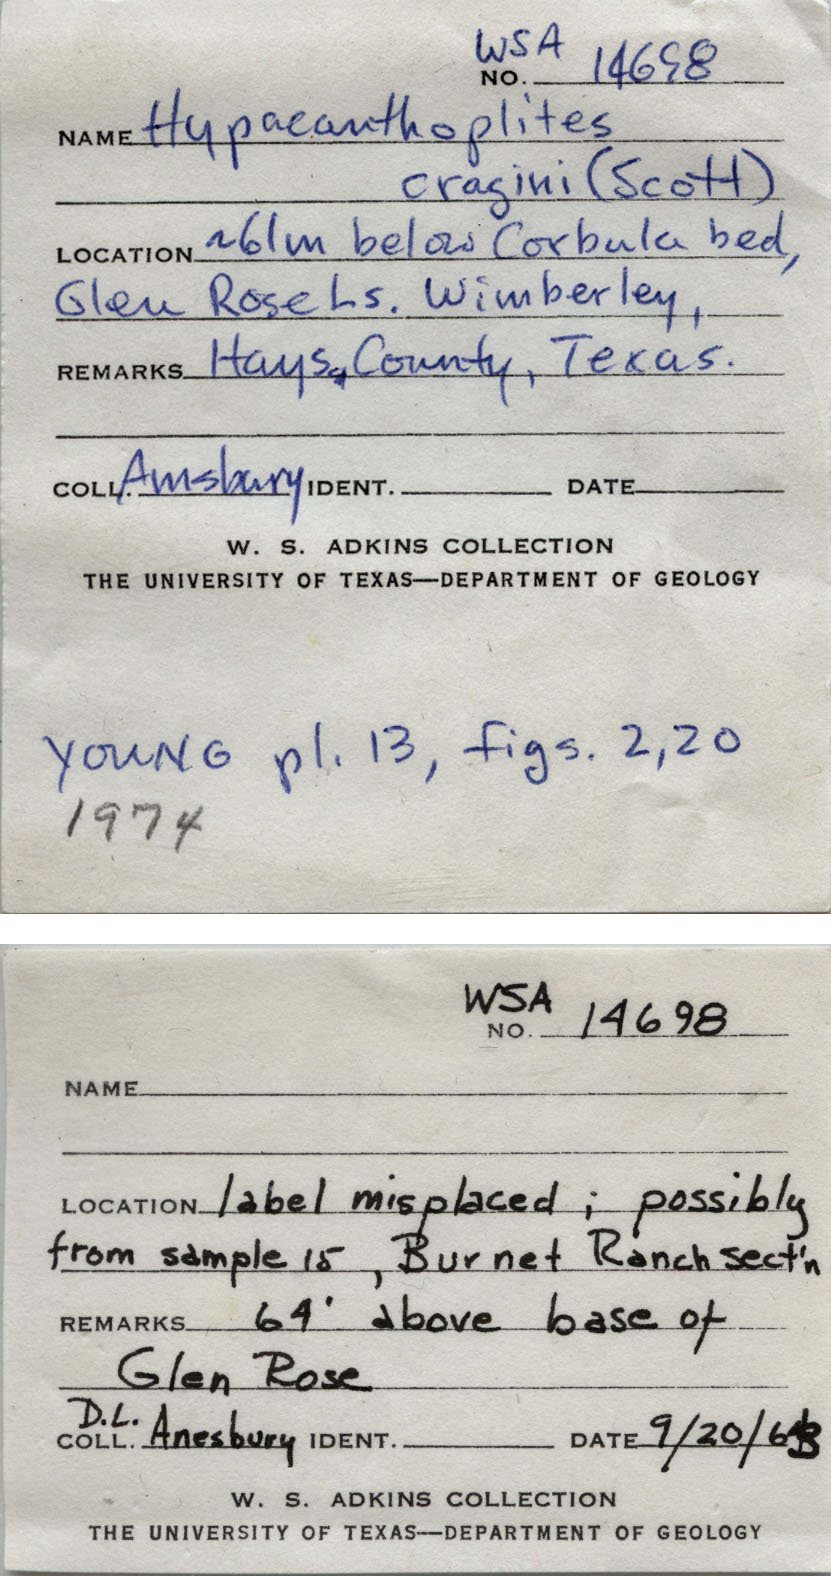 WSA
NO. 14698
NAME Hypacanthoplites
cragini (Scott)
LOCATION ~61m below Corbula bed,
Glen Rose Ls. Wimberley,
REMARKS Hays County, Texas.
COLL. Amsbury IDENT. DATE
W. S. ADKINS COLLECTION
THE UNIVERSITY OF TEXAS—DEPARTMENT OF GEOLOGY
YOUNG pl. 13, figs. 2,20
1974
WSA
NO. 14698
NAME
LOCATION label misplaced; possibly
from sample 15, Burnet Ranch sect'n
REMARKS 64' above base of
Glen Rose
D.L.
COLL. Anesbury IDENT. DATE 9/20/63
W. S. ADKINS COLLECTION
THE UNIVERSITY OF TEXAS—DEPARTMENT OF GEOLOGY